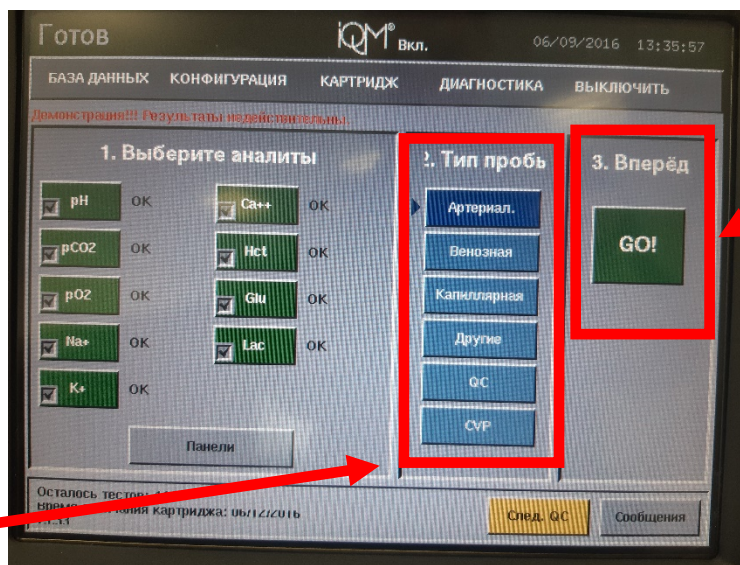 Готов
iQM® Вкл.
06/09/2016 13:35:57
БАЗА ДАННЫХ КОНФИГУРАЦИЯ КАРТРИДЖ ДИАГНОСТИКА ВЫКЛЮЧИТЬ
Демонстрация!!! Результаты недействительны.
1. Выберите аналиты
pH OK
pCO2 OK
pO2 OK
Na+ OK
K+ OK
Ca++ OK
Hct OK
Glu OK
Lac OK
Панели
2. Тип пробы
Артериал.
Венозная
Капиллярная
Другие
QC
CVP
3. Вперёд
GO!
Осталось тестов:
картриджа: 06/12/2016
След. QC
Сообщения